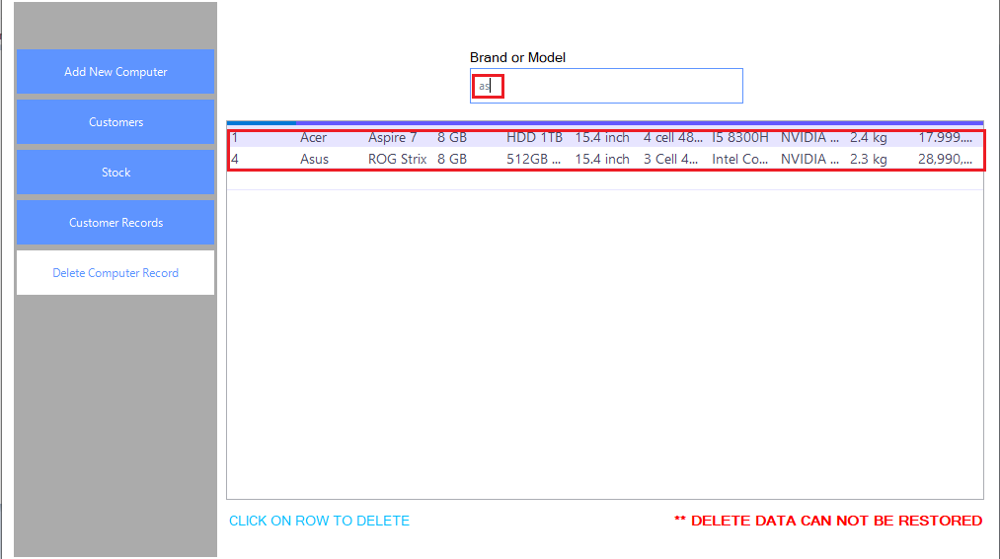 Add New Computer
Customers
Stock
Customer Records
Delete Computer Record
Brand or Model
as
1 Acer Aspire 7 8 GB HDD 1TB 15.4 inch 4 cell 48... I5 8300H NVIDIA ... 2.4 kg 17.999....
4 Asus ROG Strix 8 GB 512GB ... 15.4 inch 3 Cell 4... Intel Co... NVIDIA ... 2.3 kg 28,990,...
CLICK ON ROW TO DELETE
** DELETE DATA CAN NOT BE RESTORED